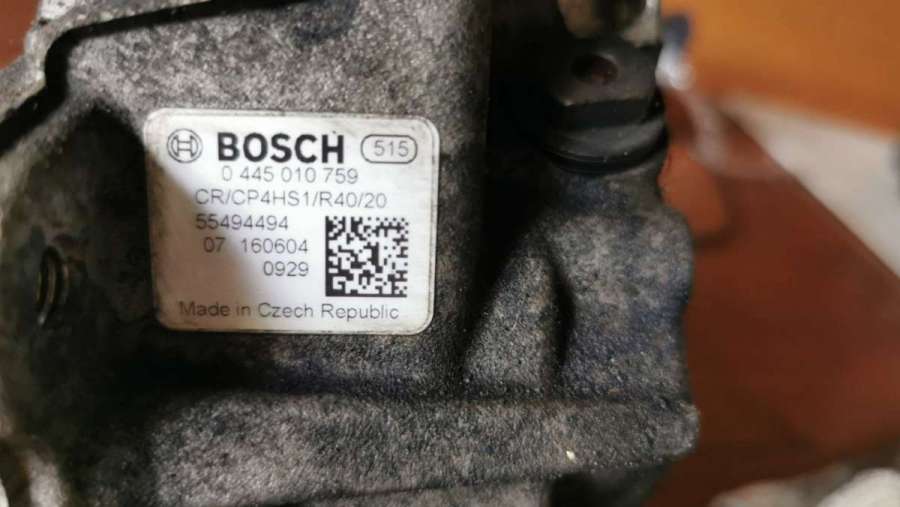 BOSCH 515
0 445 010 759
CR/CP4HS1/R40/20
55494494
07 160604
0929
Made in Czech Republic